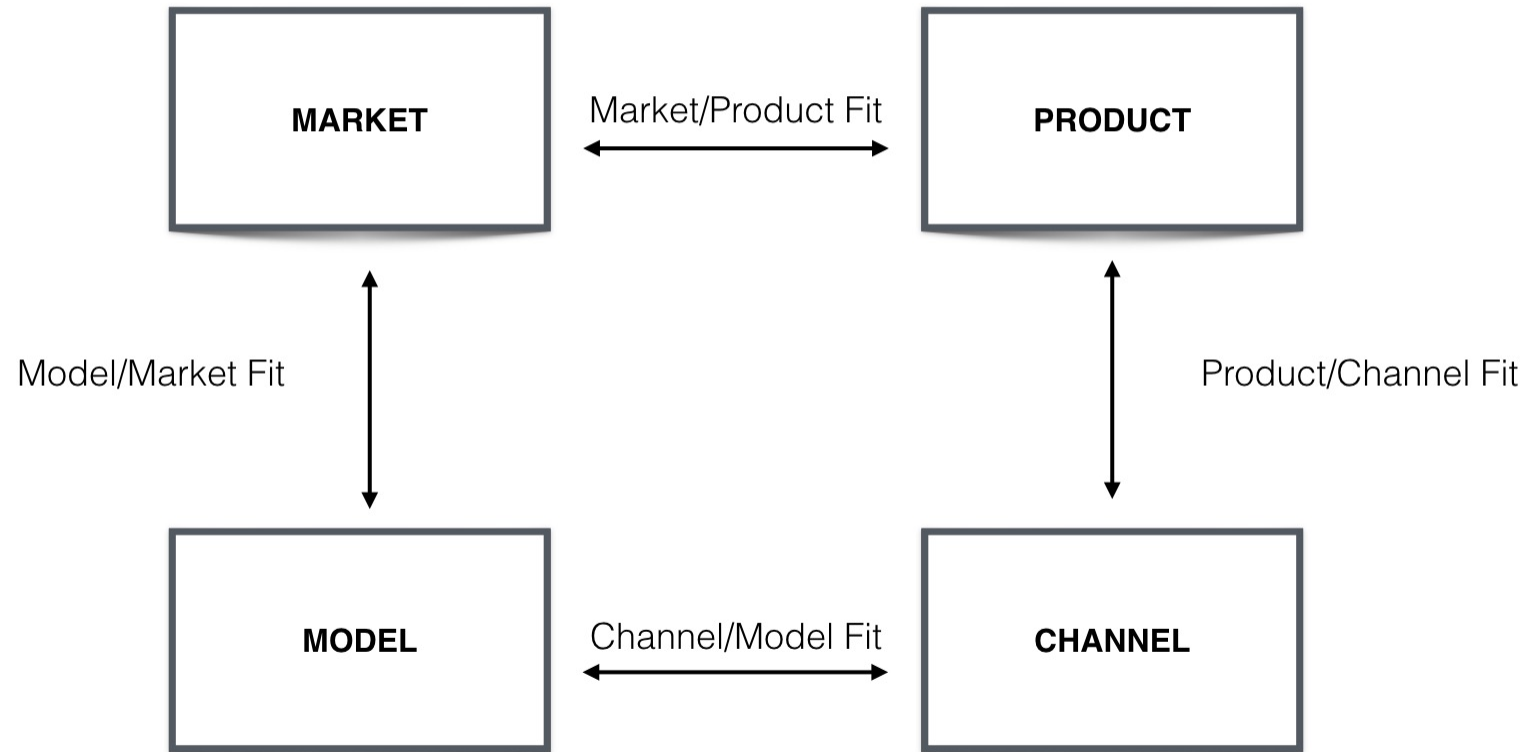 MARKET
Market/Product Fit
PRODUCT
Model/Market Fit
Product/Channel Fit
MODEL
Channel/Model Fit
CHANNEL